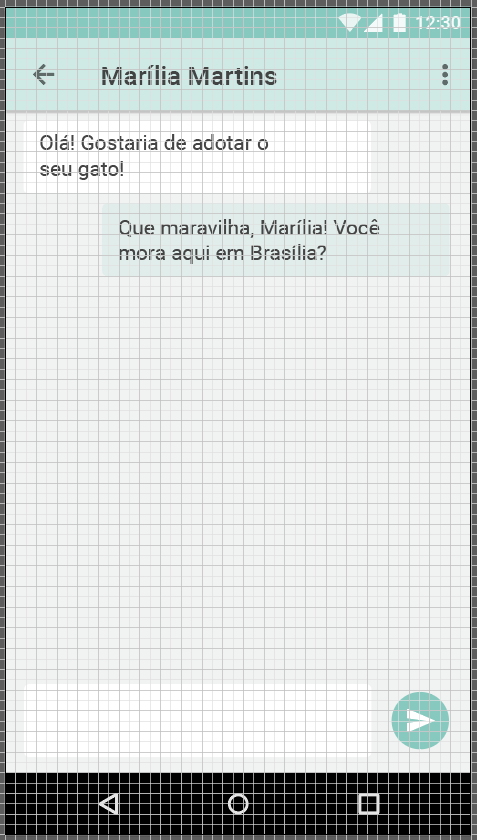 12:30
Marília Martins
Olá! Gostaria de adotar o
seu gato!
Que maravilha, Marília! Você
mora aqui em Brasília?